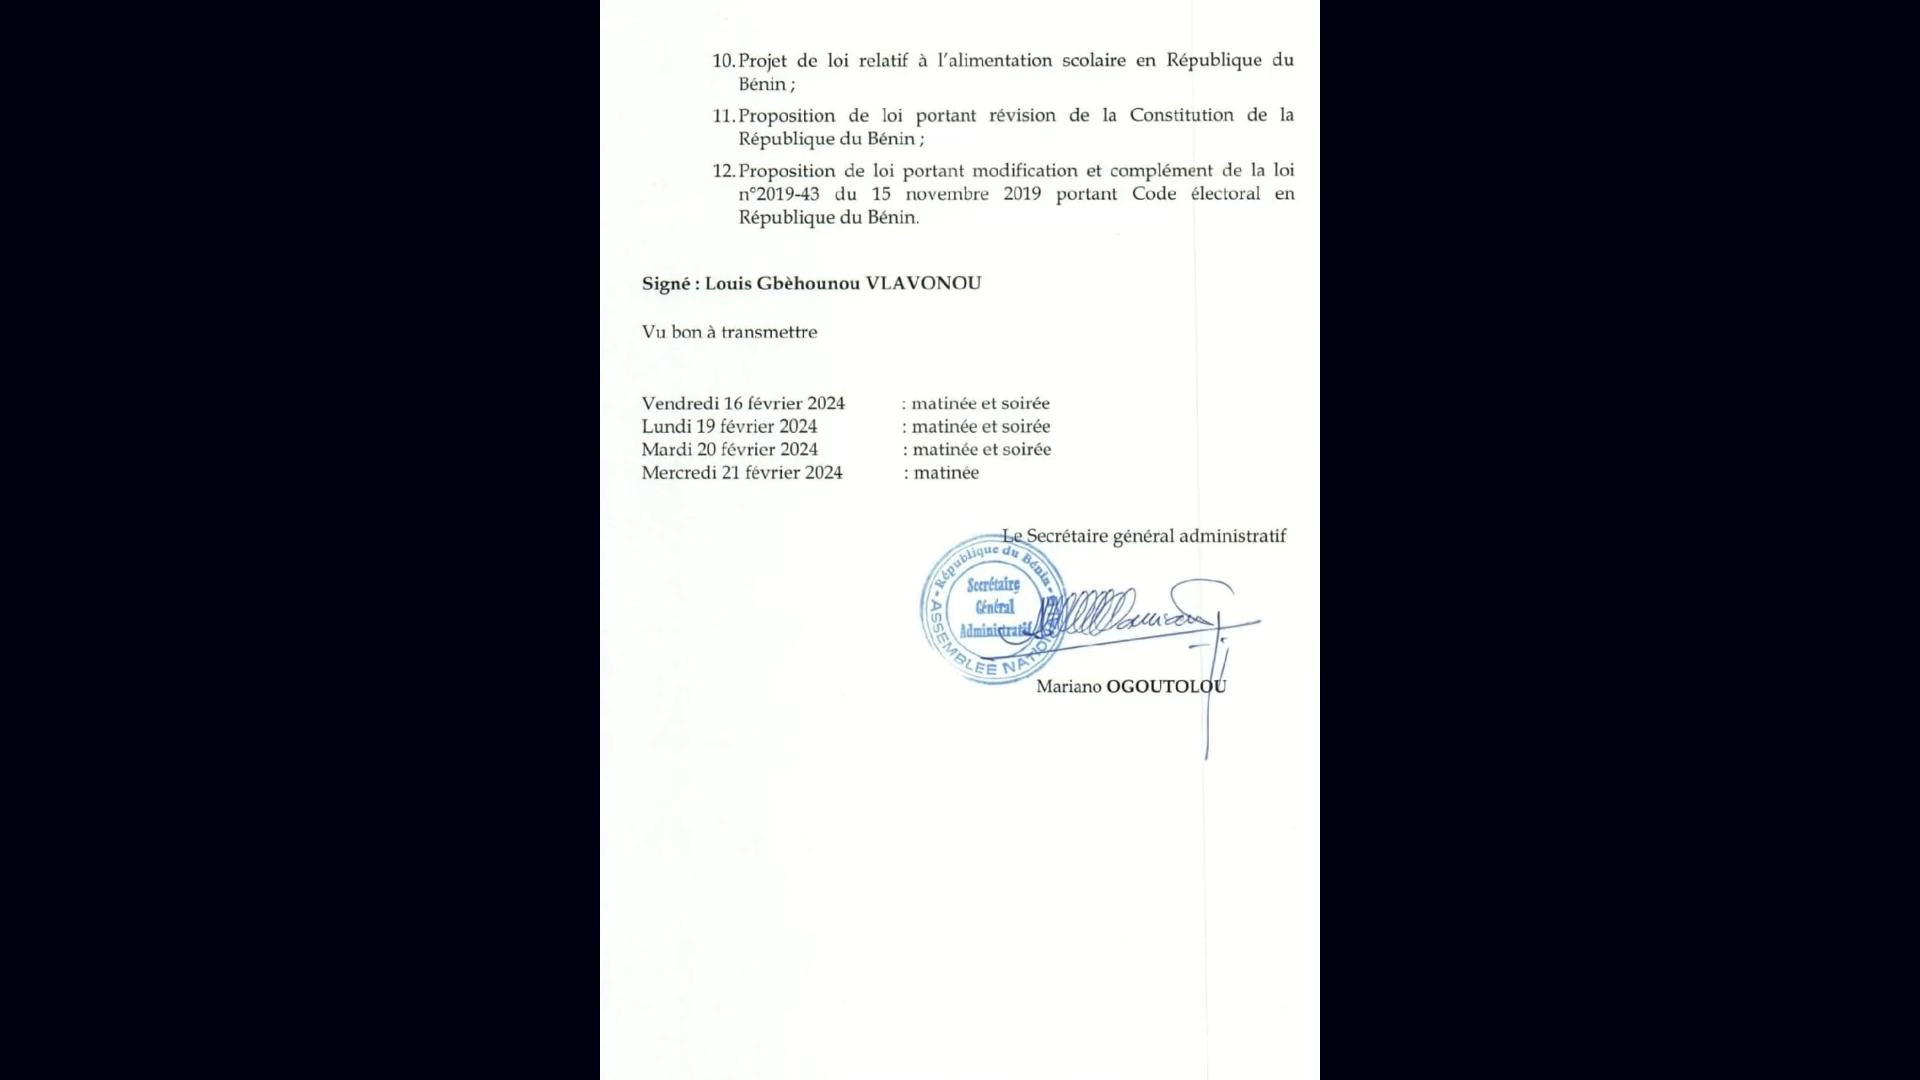 10. Projet de loi relatif à l'alimentation scolaire en République du
Bénin ;
11. Proposition de loi portant révision de la Constitution de la
République du Bénin ;
12. Proposition de loi portant modification et complément de la loi
n°2019-43 du 15 novembre 2019 portant Code électoral en
République du Bénin.
Signé : Louis Gbèhounou VLAVONOU
Vu bon à transmettre
Vendredi 16 février 2024 : matinée et soirée
Lundi 19 février 2024 : matinée et soirée
Mardi 20 février 2024 : matinée et soirée
Mercredi 21 février 2024 : matinée
Le Secrétaire général administratif
République du Bénin
Secrétaire
Général
Administratif
ASSEMBLEE
Mariano OGOUTOLOU